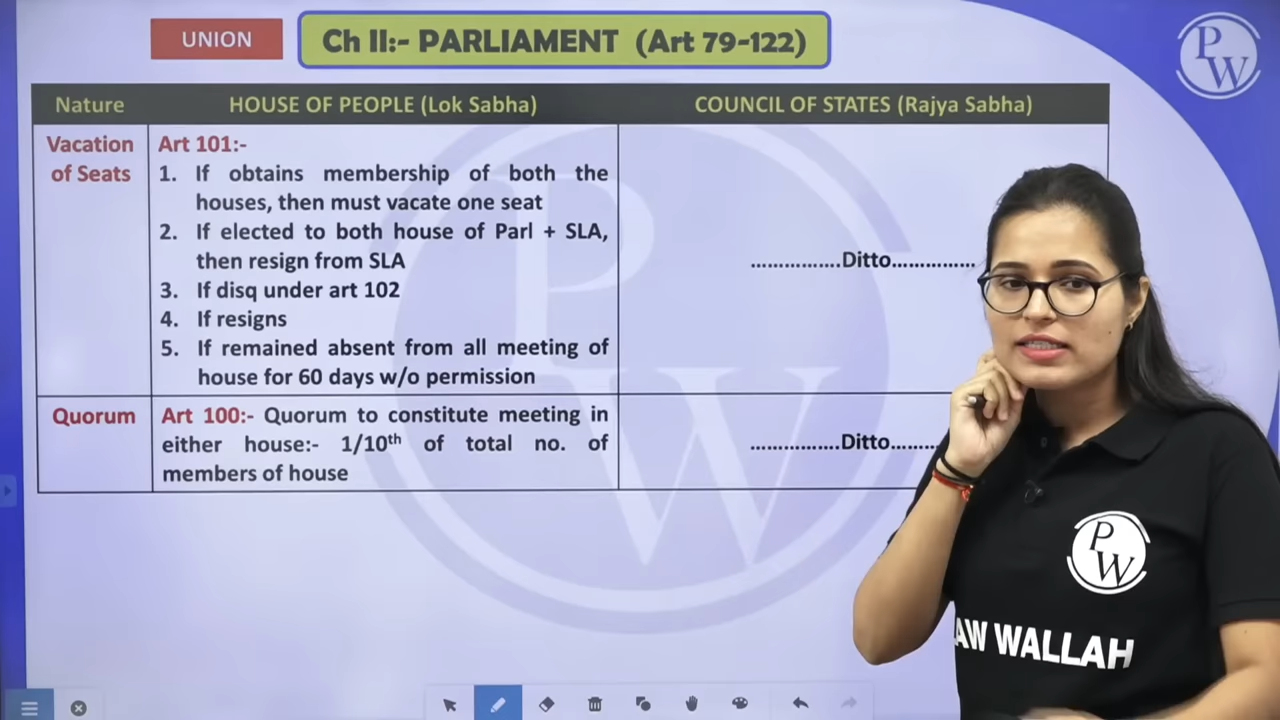 UNION
Ch II:- PARLIAMENT (Art 79-122)
PW
Nature
HOUSE OF PEOPLE (Lok Sabha)
COUNCIL OF STATES (Rajya Sabha)
Vacation
of Seats
Art 101:-
1. If obtains membership of both the
houses, then must vacate one seat
2. If elected to both house of Parl + SLA,
then resign from SLA
3. If disq under art 102
4. If resigns
5. If remained absent from all meeting of
house for 60 days w/o permission
...............Ditto...............
Quorum
Art 100:- Quorum to constitute meeting in
either house:- 1/10th of total no. of
members of house
...............Ditto........
PW
PW
AW WALLAH